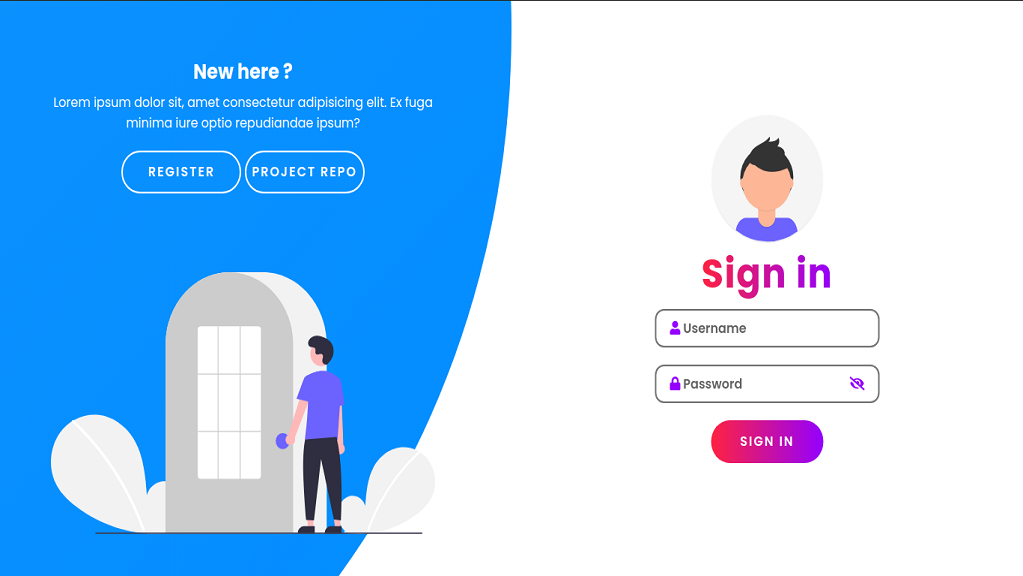 New here ?
Lorem ipsum dolor sit, amet consectetur adipisicing elit. Ex fuga
minima iure optio repudiandae ipsum?
REGISTER
PROJECT REPO
Sign in
Username
Password
SIGN IN